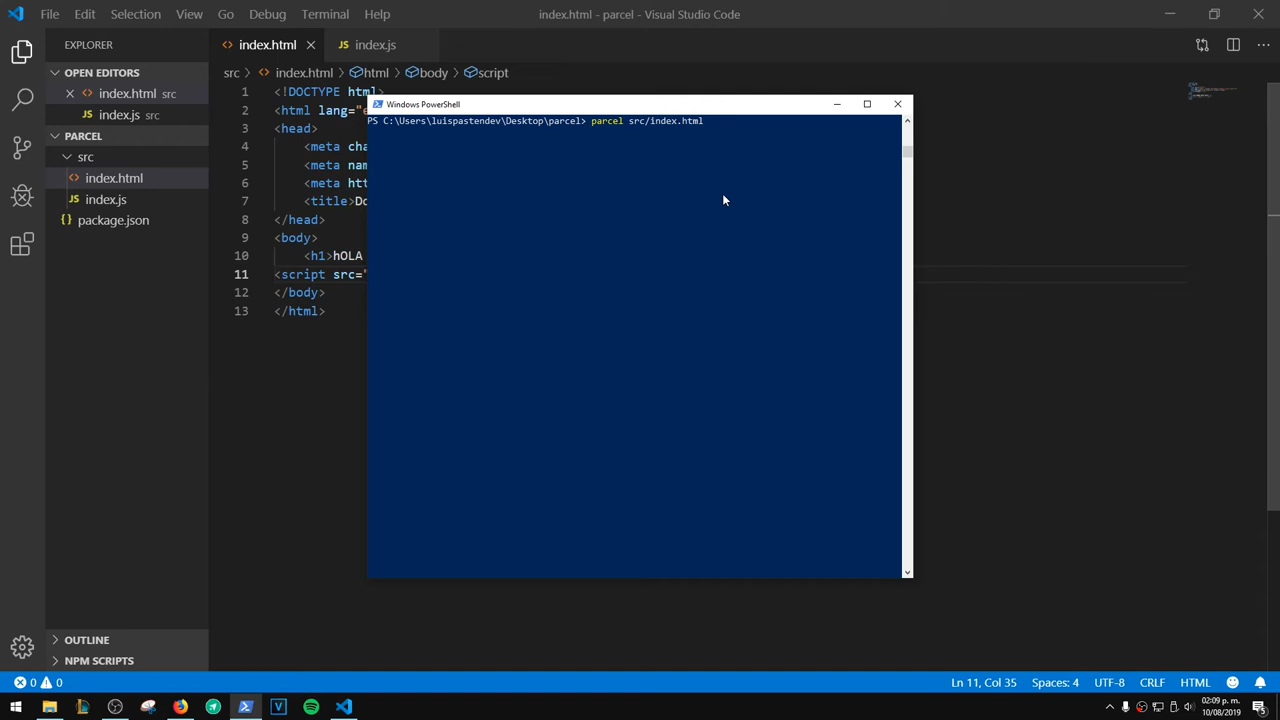 File Edit Selection View Go Debug Terminal Help
index.html - parcel - Visual Studio Code
EXPLORER
OPEN EDITORS
index.html src
index.js src
PARCEL
src
index.html
index.js
package.json
OUTLINE
NPM SCRIPTS
index.html
index.js
src > index.html > html > body > script
1 <!DOCTYPE html>
2 <html lang="
3 <head>
4 <meta cha
5 <meta nam
6 <meta htt
7 <title>Do
8 </head>
9 <body>
10 <h1>hOLA
11 <script src="
12 </body>
13 </html>
Windows PowerShell
PS C:\Users\luispastendev\Desktop\parcel> parcel src/index.html
0 0
Ln 11, Col 35 Spaces: 4 UTF-8 CRLF HTML
02:09 p. m.
10/08/2019
5